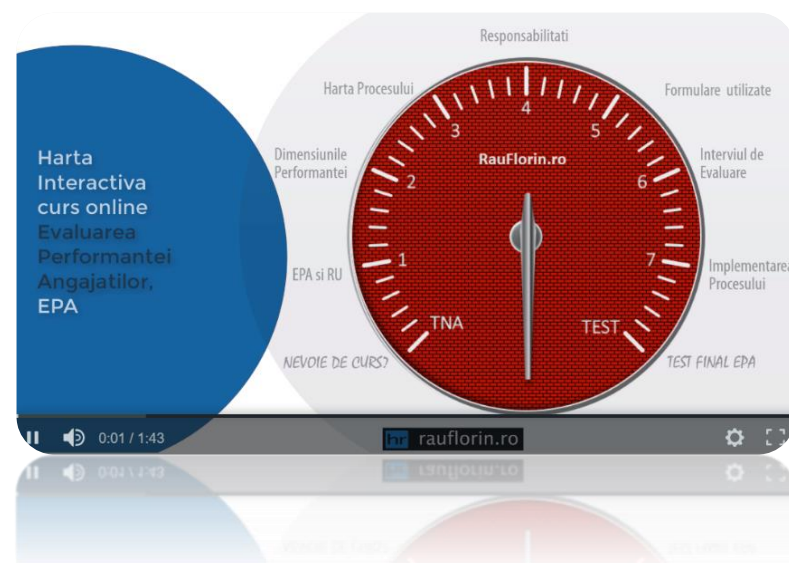 Harta
Interactiva
curs online
Evaluarea
Performantei
Angajatilor,
EPA
Responsabilitati
Harta Procesului
Formulare utilizate
Dimensiunile
Performantei
Interviul de
Evaluare
EPA si RU
Implementarea
Procesului
NEVOIE DE CURS?
TEST FINAL EPA
RauFlorin.ro
TNA
1
2
3
4
5
6
7
TEST
0:01 / 1:43
hr rauflorin.ro